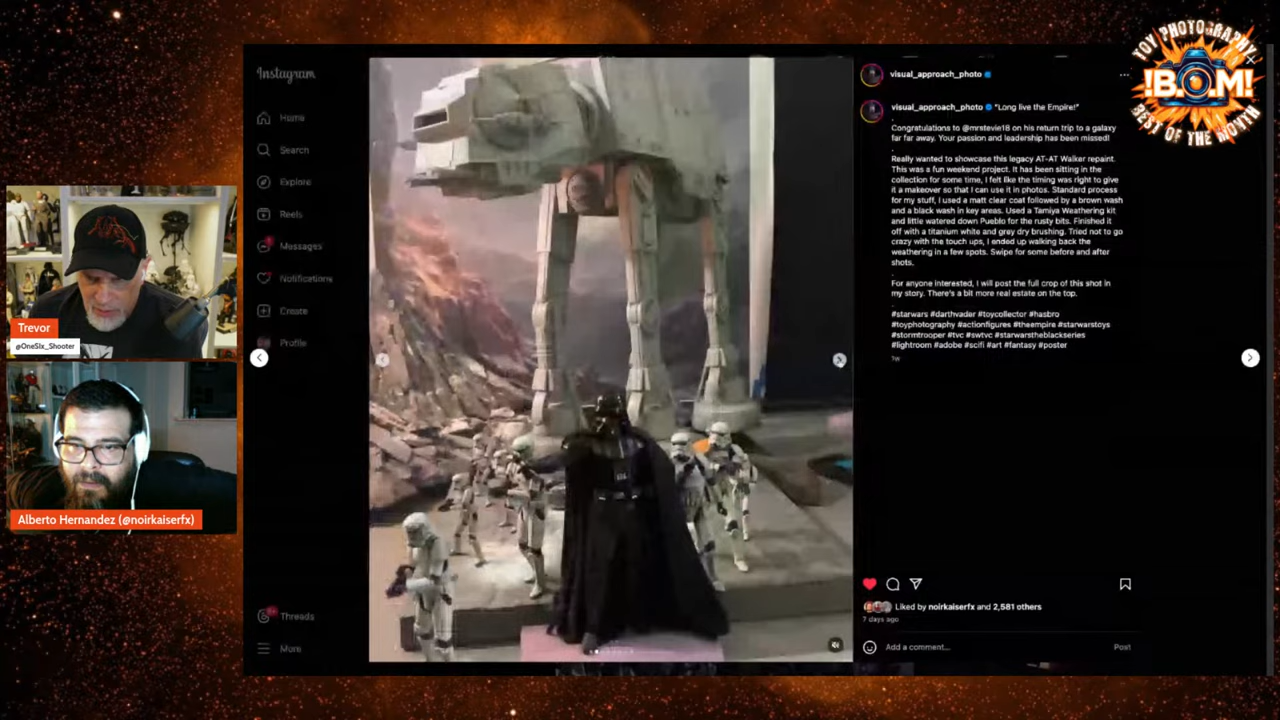 TOY PHOTOGRAPHY
!B.O.M!
BEST OF THE MONTH
Instagram
Home
Search
Explore
Reels
Messages
Notifications
Create
Profile
Threads
More
Trevor
@OneSix_Shooter
Alberto Hernandez (@noirkaiserfx)
visual_approach_photo
visual_approach_photo "Long live the Empire!"
.
Congratulations to @mrstevie18 on his return trip to a galaxy
far far away. Your passion and leadership has been missed!
.
Really wanted to showcase this legacy AT-AT Walker repaint.
This was a fun weekend project. It has been sitting in the
collection for some time, I felt like the timing was right to give
it a makeover so that I can use it in photos. Standard process
for my stuff, I used a matt clear coat followed by a brown wash
and a black wash in key areas. Used a Tamiya Weathering kit
and little watered down Pueblo for the rusty bits. Finished it
off with a titanium white and grey dry brushing. Tried not to go
crazy with the touch ups, I ended up walking back the
weathering in a few spots. Swipe for some before and after
shots.
.
For anyone interested, I will post the full crop of this shot in
my story. There's a bit more real estate on the top.
.
#starwars #darthvader #toycollector #hasbro
#toyphotography #actionfigures #theempire #starwarstoys
#stormtrooper #tvc #swtvc #starwarstheblackseries
#lightroom #adobe #scifi #art #fantasy #poster
Liked by noirkaiserfx and 2,581 others
7 days ago
Add a comment...
Post